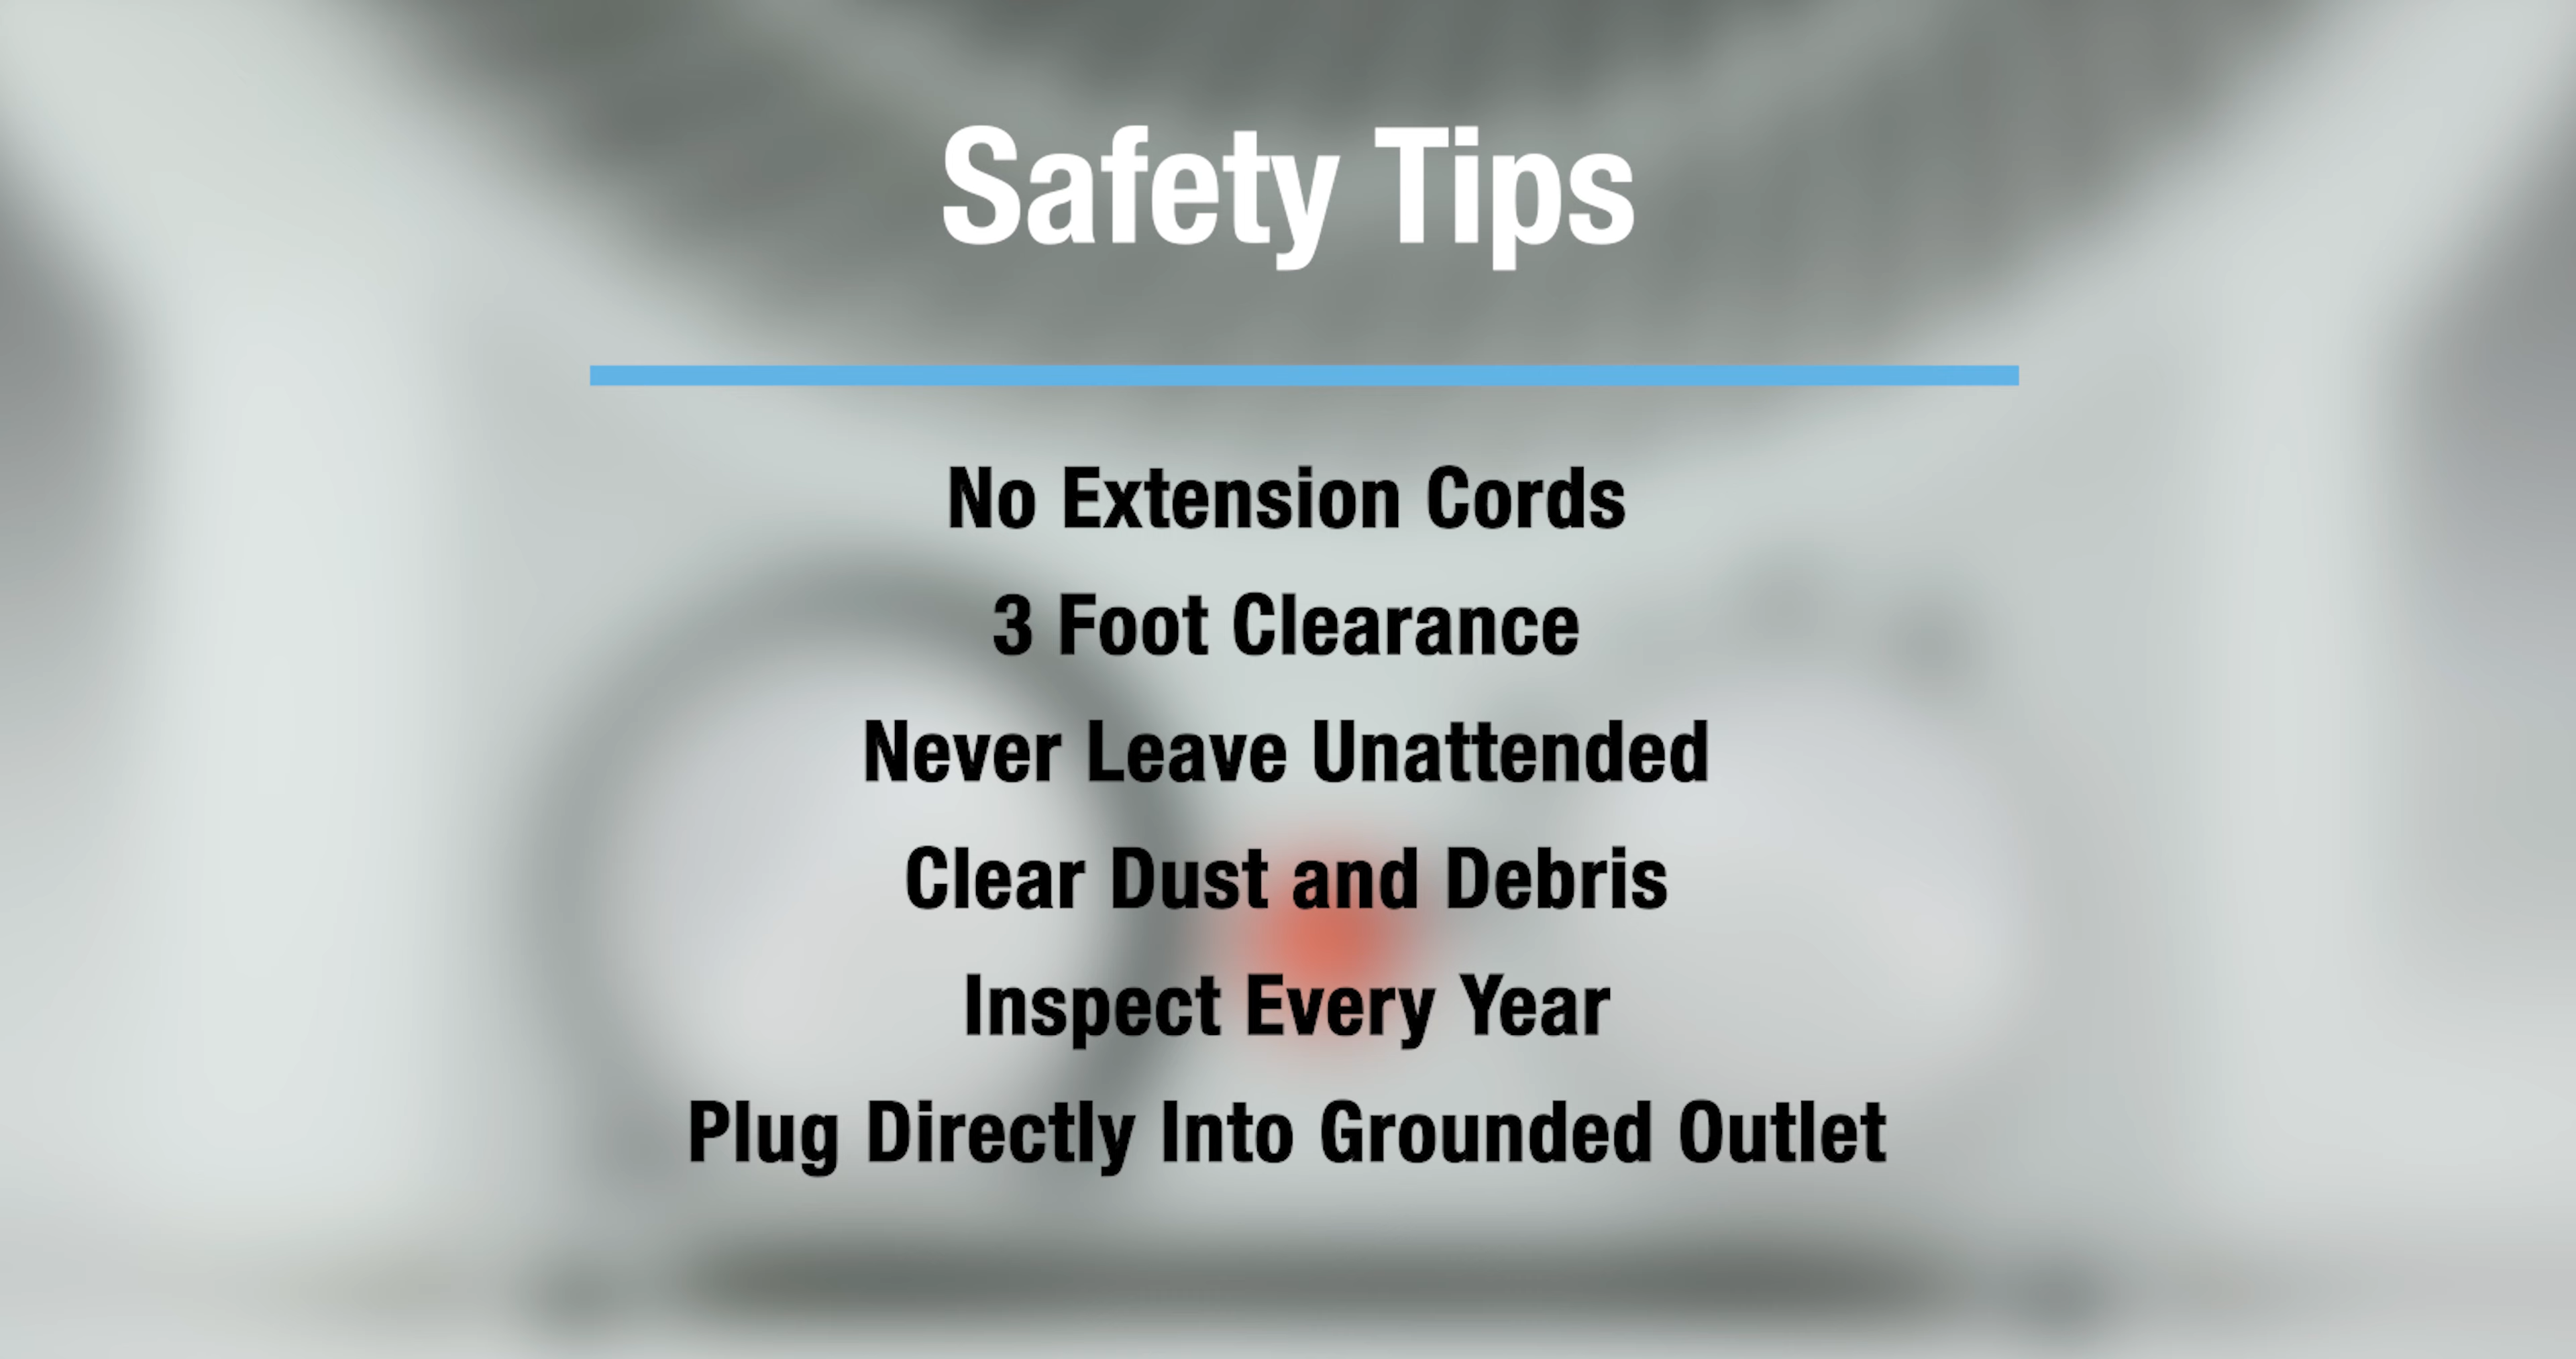 Safety Tips
No Extension Cords
3 Foot Clearance
Never Leave Unattended
Clear Dust and Debris
Inspect Every Year
Plug Directly Into Grounded Outlet